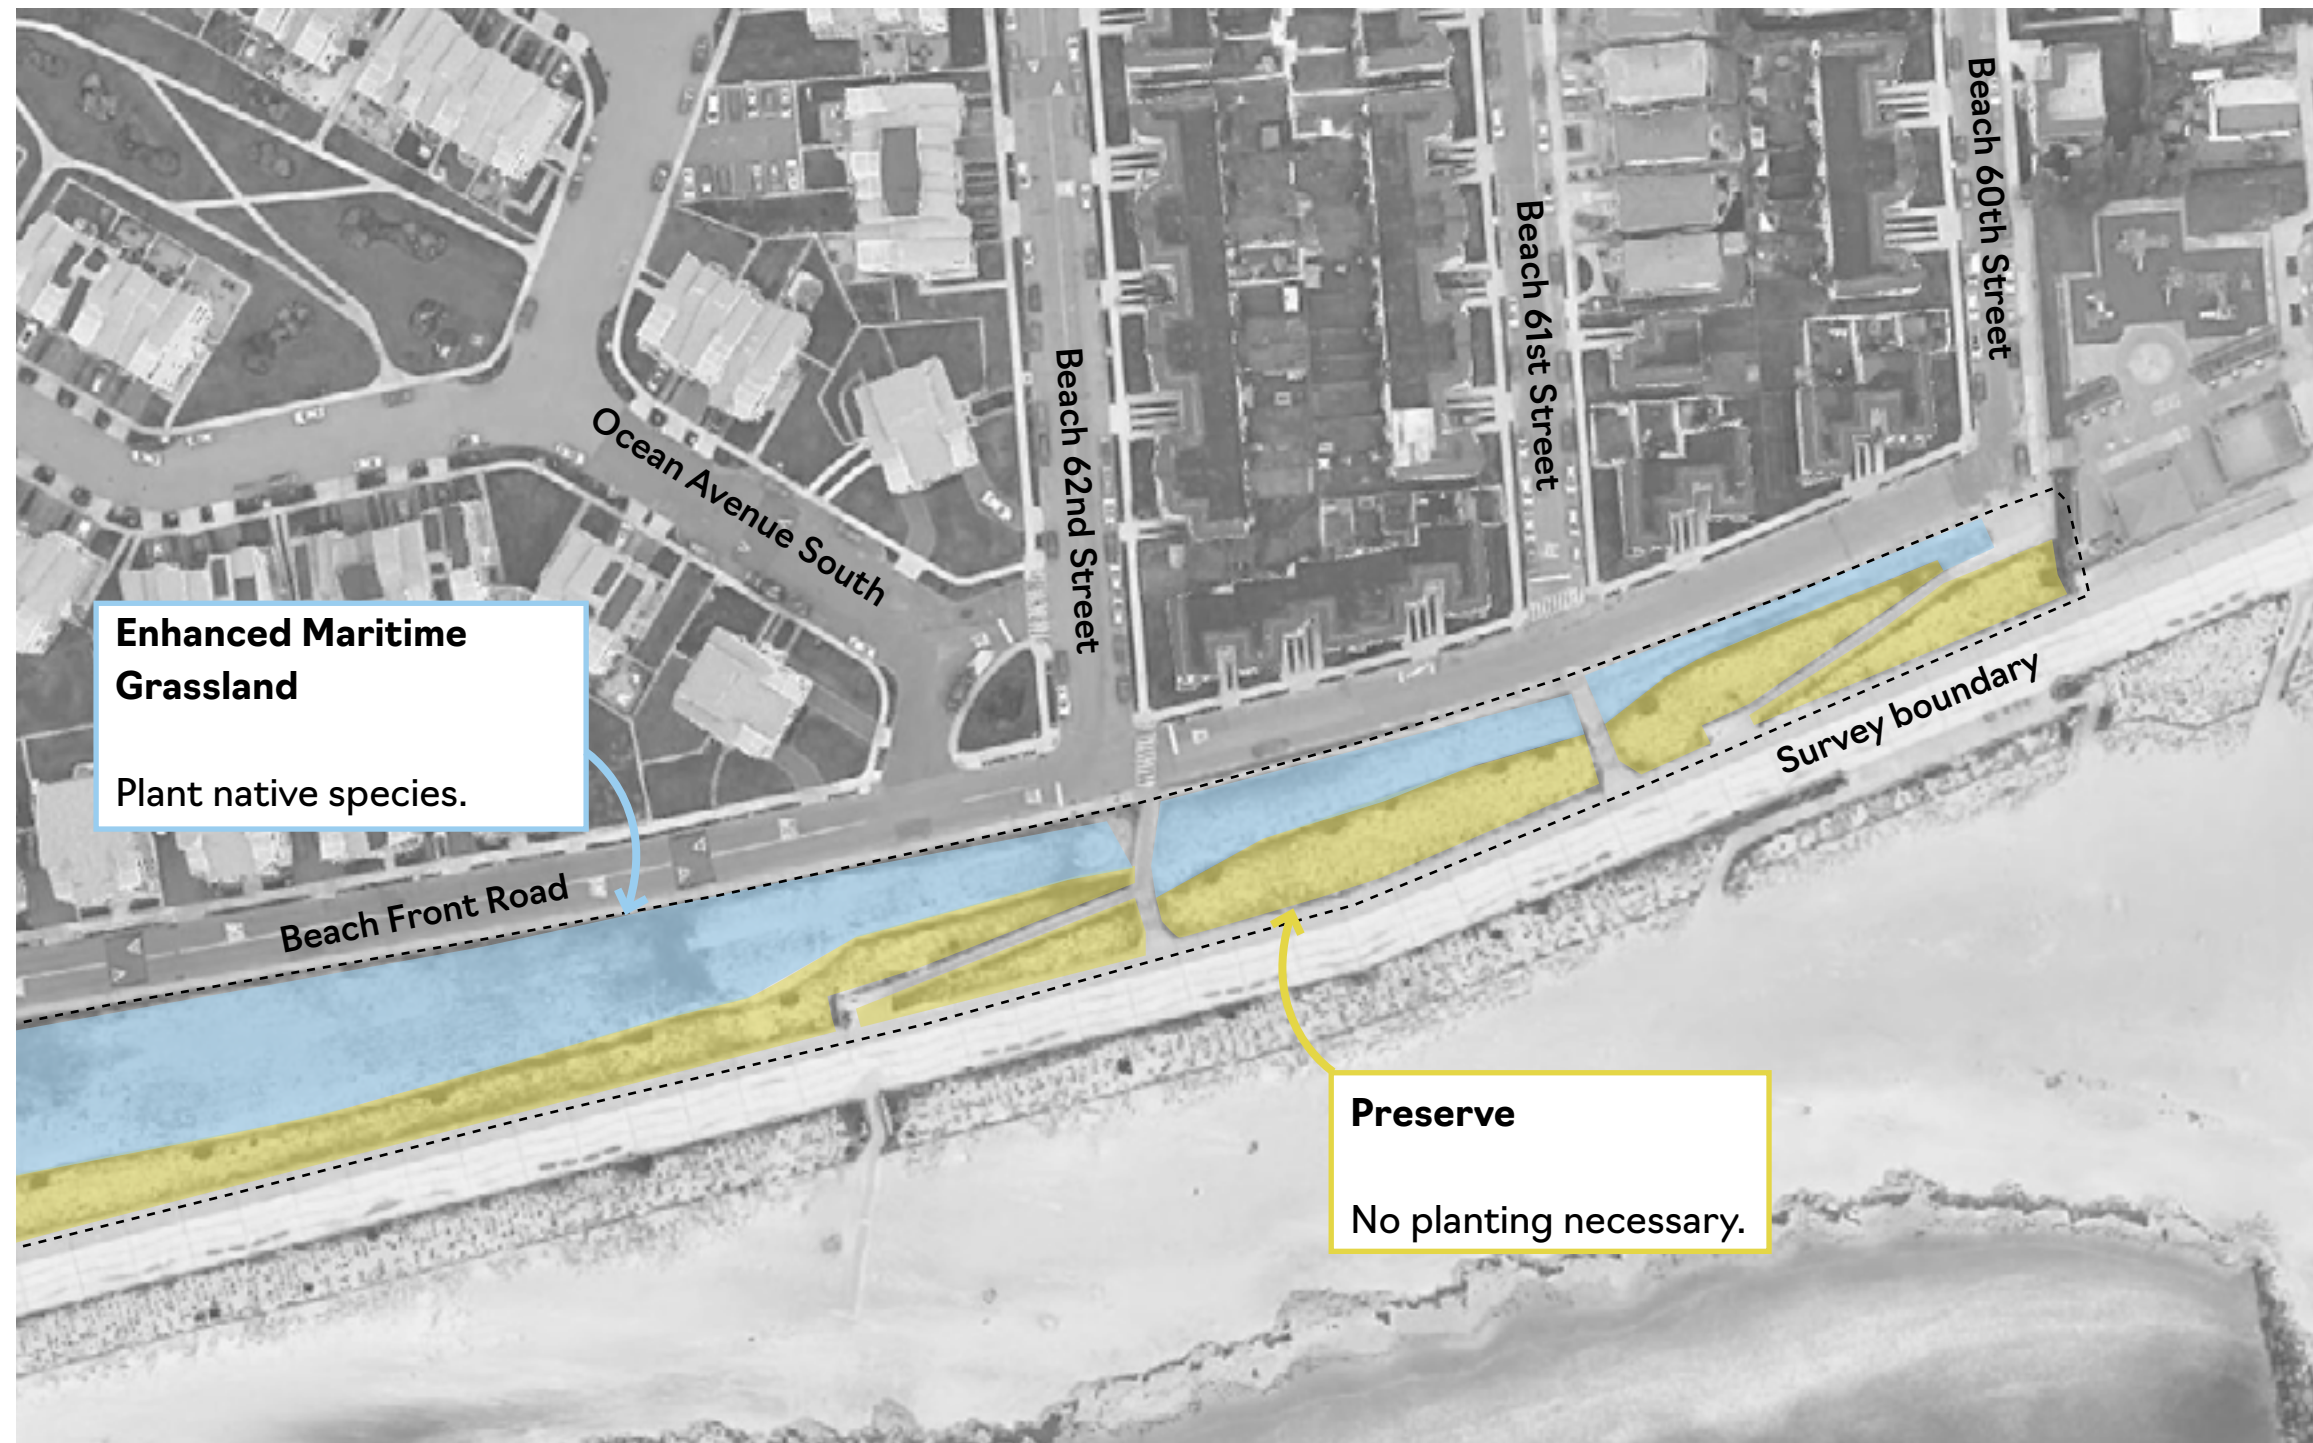 Beach 60th Street
Beach 61st Street
Beach 62nd Street
Ocean Avenue South
Enhanced Maritime
Grassland
Plant native species.
Survey boundary
Beach Front Road
Preserve
No planting necessary.